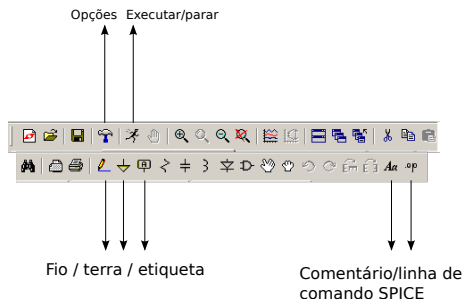 Opções Executar/parar
A
Aa .op
Fio / terra / etiqueta
Comentário/linha de
comando SPICE